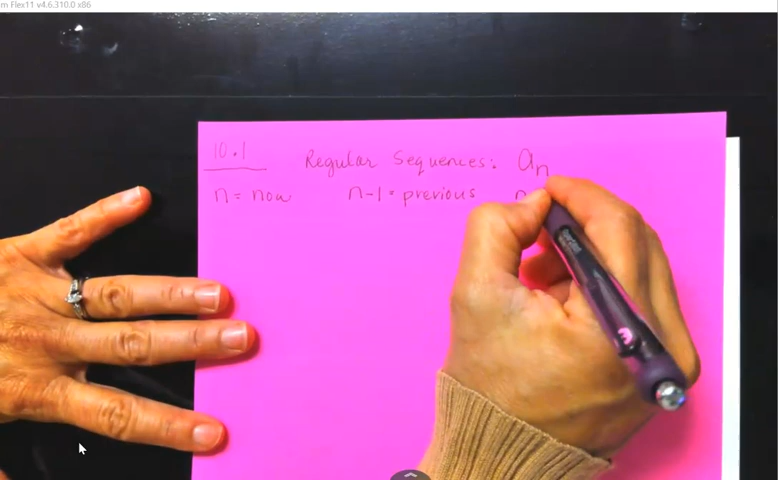 m Flex11 v4.6.310.0 x86
10.1 Regular Sequences: an
n = now n-1 = previous n